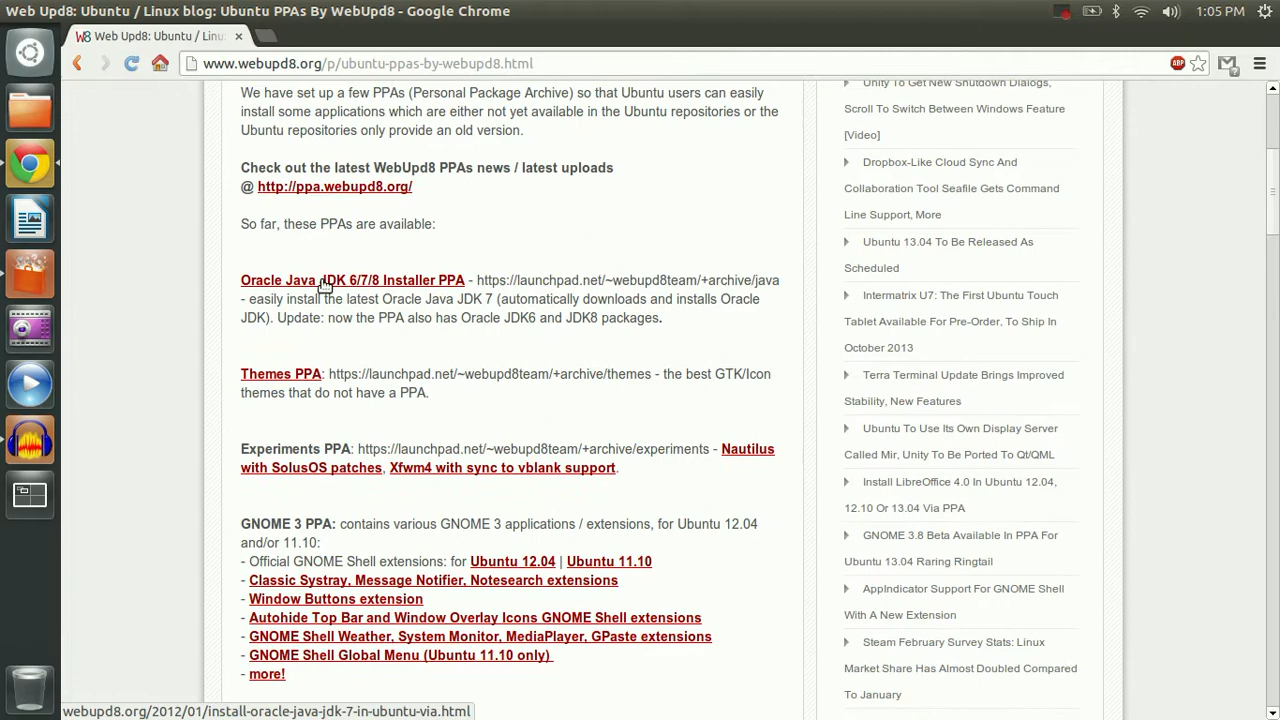 Web Upd8: Ubuntu / Linux blog: Ubuntu PPAs By WebUpd8 - Google Chrome
1:05 PM
W8 Web Upd8: Ubuntu / Linu ×
www.webupd8.org/p/ubuntu-ppas-by-webupd8.html
ABP
We have set up a few PPAs (Personal Package Archive) so that Ubuntu users can easily
install some applications which are either not yet available in the Ubuntu repositories or the
Ubuntu repositories only provide an old version.
Check out the latest WebUpd8 PPAs news / latest uploads
@ http://ppa.webupd8.org/
So far, these PPAs are available:
Oracle Java JDK 6/7/8 Installer PPA - https://launchpad.net/~webupd8team/+archive/java
- easily install the latest Oracle Java JDK 7 (automatically downloads and installs Oracle
JDK). Update: now the PPA also has Oracle JDK6 and JDK8 packages.
Themes PPA: https://launchpad.net/~webupd8team/+archive/themes - the best GTK/Icon
themes that do not have a PPA.
Experiments PPA: https://launchpad.net/~webupd8team/+archive/experiments - Nautilus
with SolusOS patches, Xfwm4 with sync to vblank support.
GNOME 3 PPA: contains various GNOME 3 applications / extensions, for Ubuntu 12.04
and/or 11.10:
- Official GNOME Shell extensions: for Ubuntu 12.04 | Ubuntu 11.10
- Classic Systray, Message Notifier, Notesearch extensions
- Window Buttons extension
- Autohide Top Bar and Window Overlay Icons GNOME Shell extensions
- GNOME Shell Weather, System Monitor, MediaPlayer, GPaste extensions
- GNOME Shell Global Menu (Ubuntu 11.10 only)
- more!
Unity To Get New Shutdown Dialogs,
Scroll To Switch Between Windows Feature
[Video]
Dropbox-Like Cloud Sync And
Collaboration Tool Seafile Gets Command
Line Support, More
Ubuntu 13.04 To Be Released As
Scheduled
Intermatrix U7: The First Ubuntu Touch
Tablet Available For Pre-Order, To Ship In
October 2013
Terra Terminal Update Brings Improved
Stability, New Features
Ubuntu To Use Its Own Display Server
Called Mir, Unity To Be Ported To Qt/QML
Install LibreOffice 4.0 In Ubuntu 12.04,
12.10 Or 13.04 Via PPA
GNOME 3.8 Beta Available In PPA For
Ubuntu 13.04 Raring Ringtail
AppIndicator Support For GNOME Shell
With A New Extension
Steam February Survey Stats: Linux
Market Share Has Almost Doubled Compared
To January
webupd8.org/2012/01/install-oracle-java-jdk-7-in-ubuntu-via.html